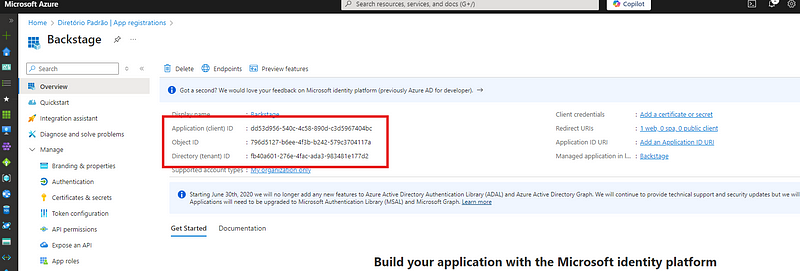 Microsoft Azure
Search resources, services, and docs (G+/)
Copilot
Home > Diretório Padrão | App registrations >
Backstage
Search
Delete
Endpoints
Preview features
Overview
Quickstart
Integration assistant
Diagnose and solve problems
Manage
Branding & properties
Authentication
Certificates & secrets
Token configuration
API permissions
Expose an API
App roles
Got a second? We would love your feedback on Microsoft identity platform (previously Azure AD for developer).
Display name : Backstage
Application (client) ID : dd53d956-540c-4c58-890d-c3d5967404bc
Object ID : 796d5127-b6ee-4f3b-b242-579c3704117a
Directory (tenant) ID : fb40a601-276e-4fac-ada3-983481e177d2
Supported account types : My organization only
Client credentials : Add a certificate or secret
Redirect URIs : 1 web, 0 spa, 0 public client
Application ID URI : Add an Application ID URI
Managed application in l... : Backstage
Starting June 30th, 2020 we will no longer add any new features to Azure Active Directory Authentication Library (ADAL) and Azure Active Directory Graph. We will continue to provide technical support and security updates but we will
Applications will need to be upgraded to Microsoft Authentication Library (MSAL) and Microsoft Graph. Learn more
Get Started
Documentation
Build your application with the Microsoft identity platform